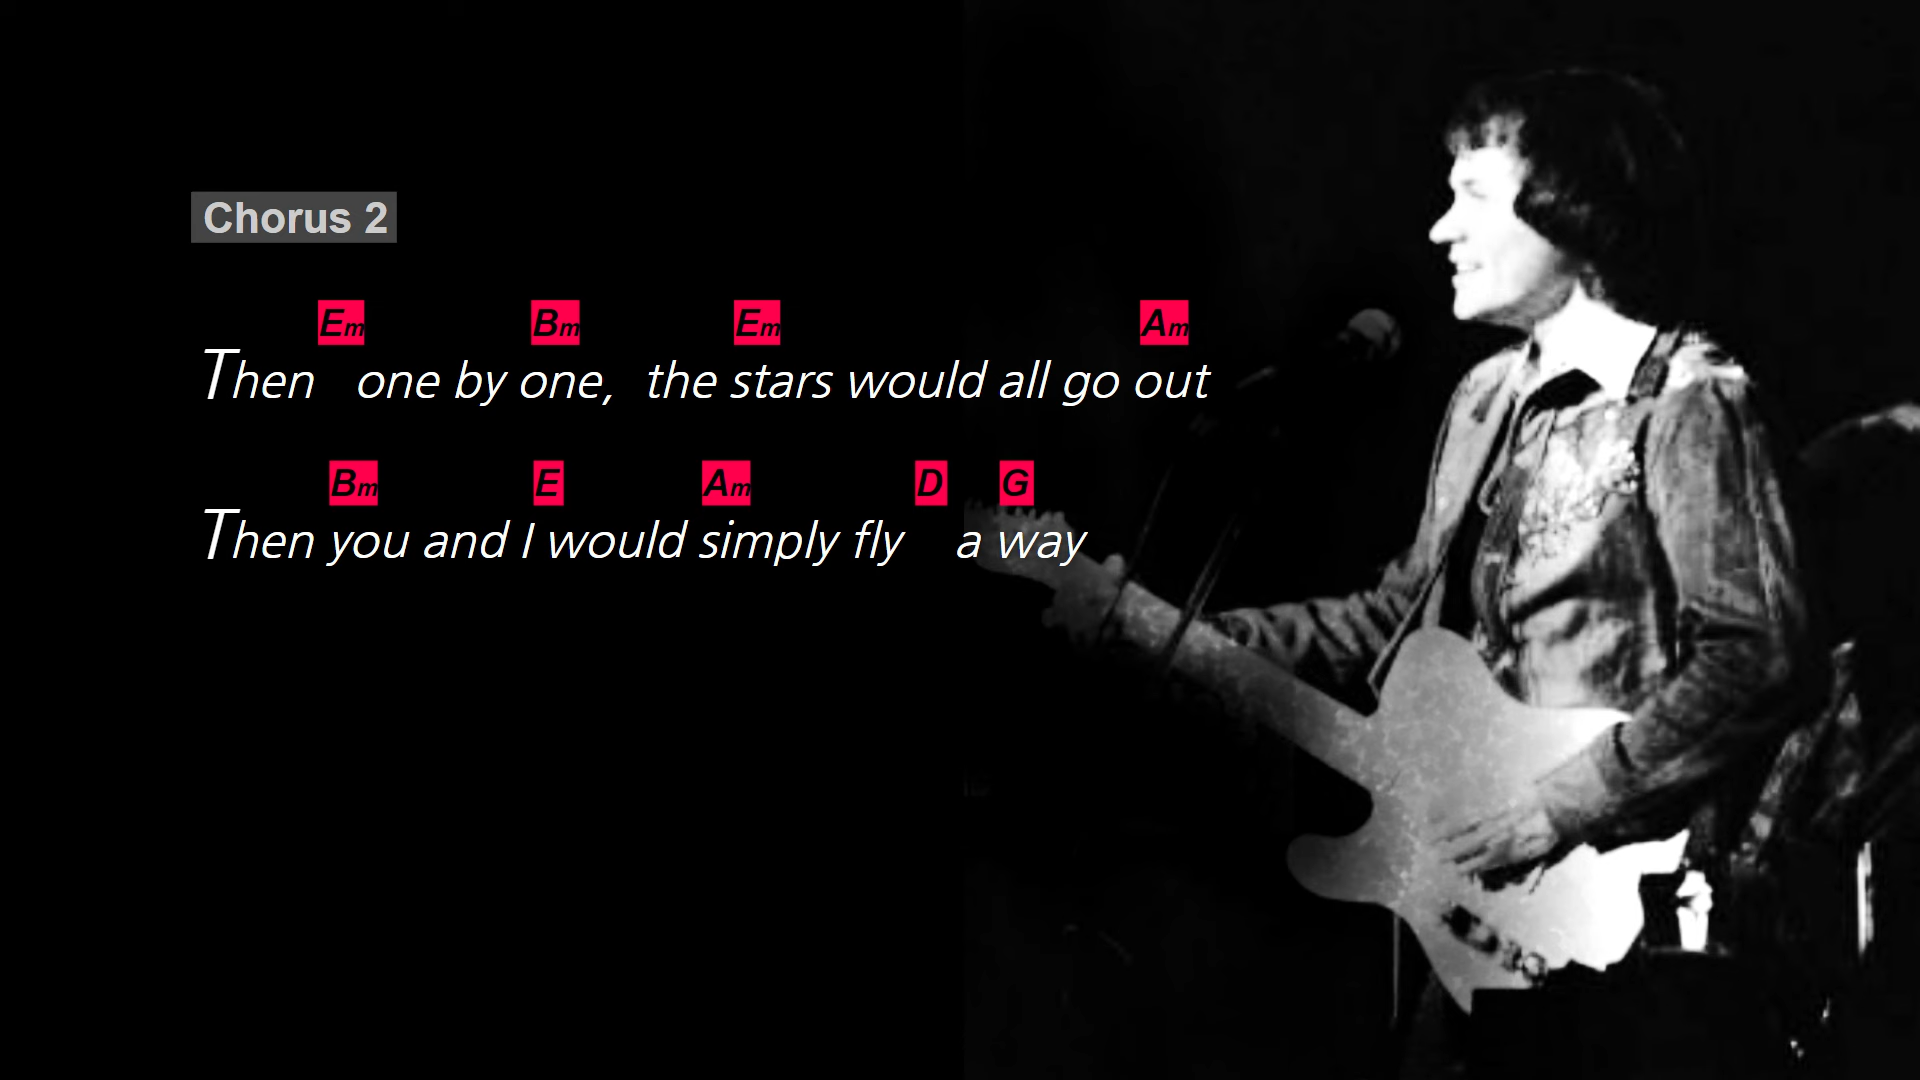 Chorus 2
Em Bm Em Am
Then one by one, the stars would all go out
Bm E Am D G
Then you and I would simply fly a way